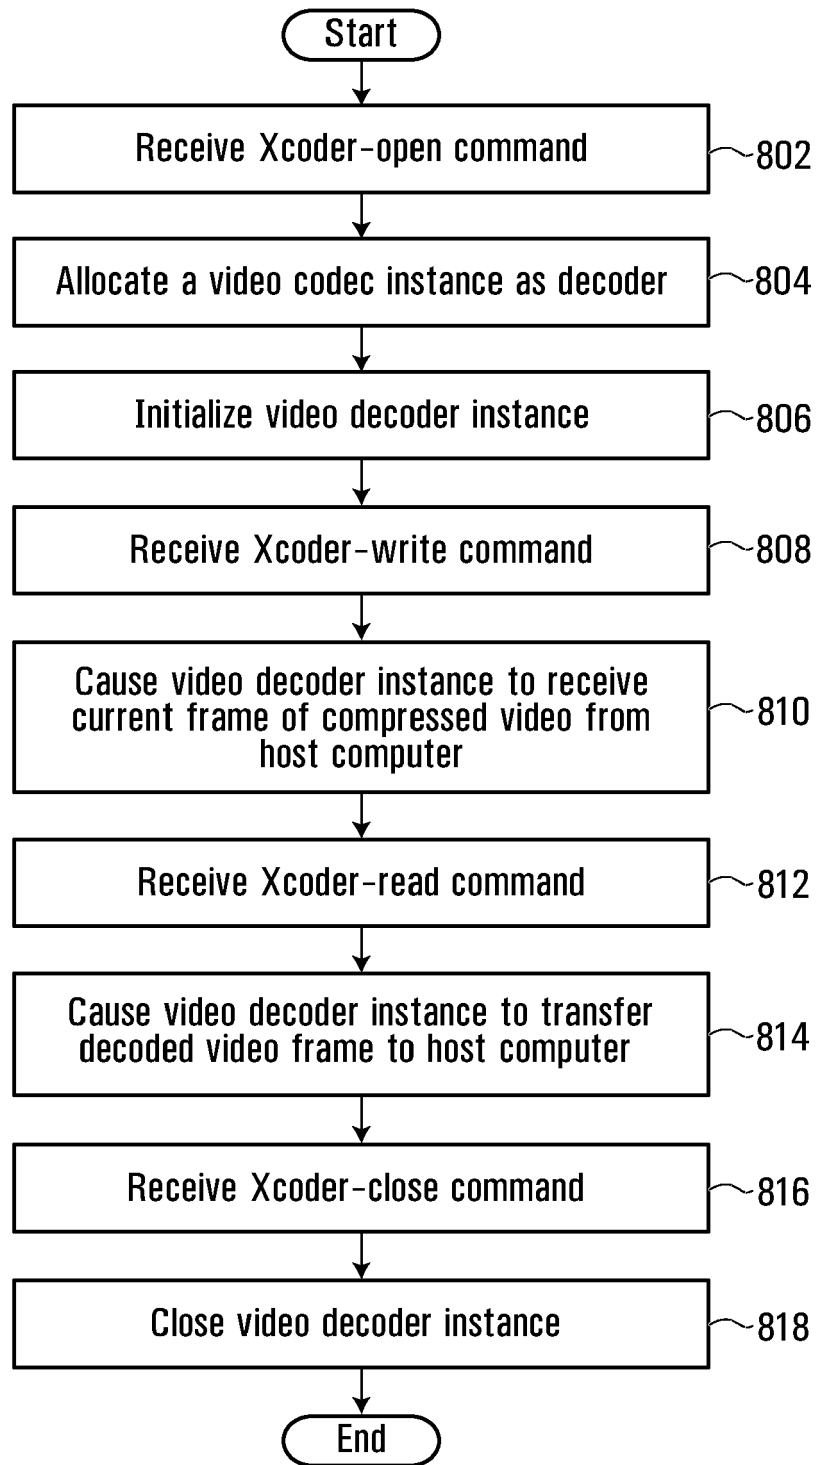 Start
Receive Xcoder-open command
802
Allocate a video codec instance as decoder
804
Initialize video decoder instance
806
Receive Xcoder-write command
808
Cause video decoder instance to receive
current frame of compressed video from
host computer
810
Receive Xcoder-read command
812
Cause video decoder instance to transfer
decoded video frame to host computer
814
Receive Xcoder-close command
816
Close video decoder instance
818
End